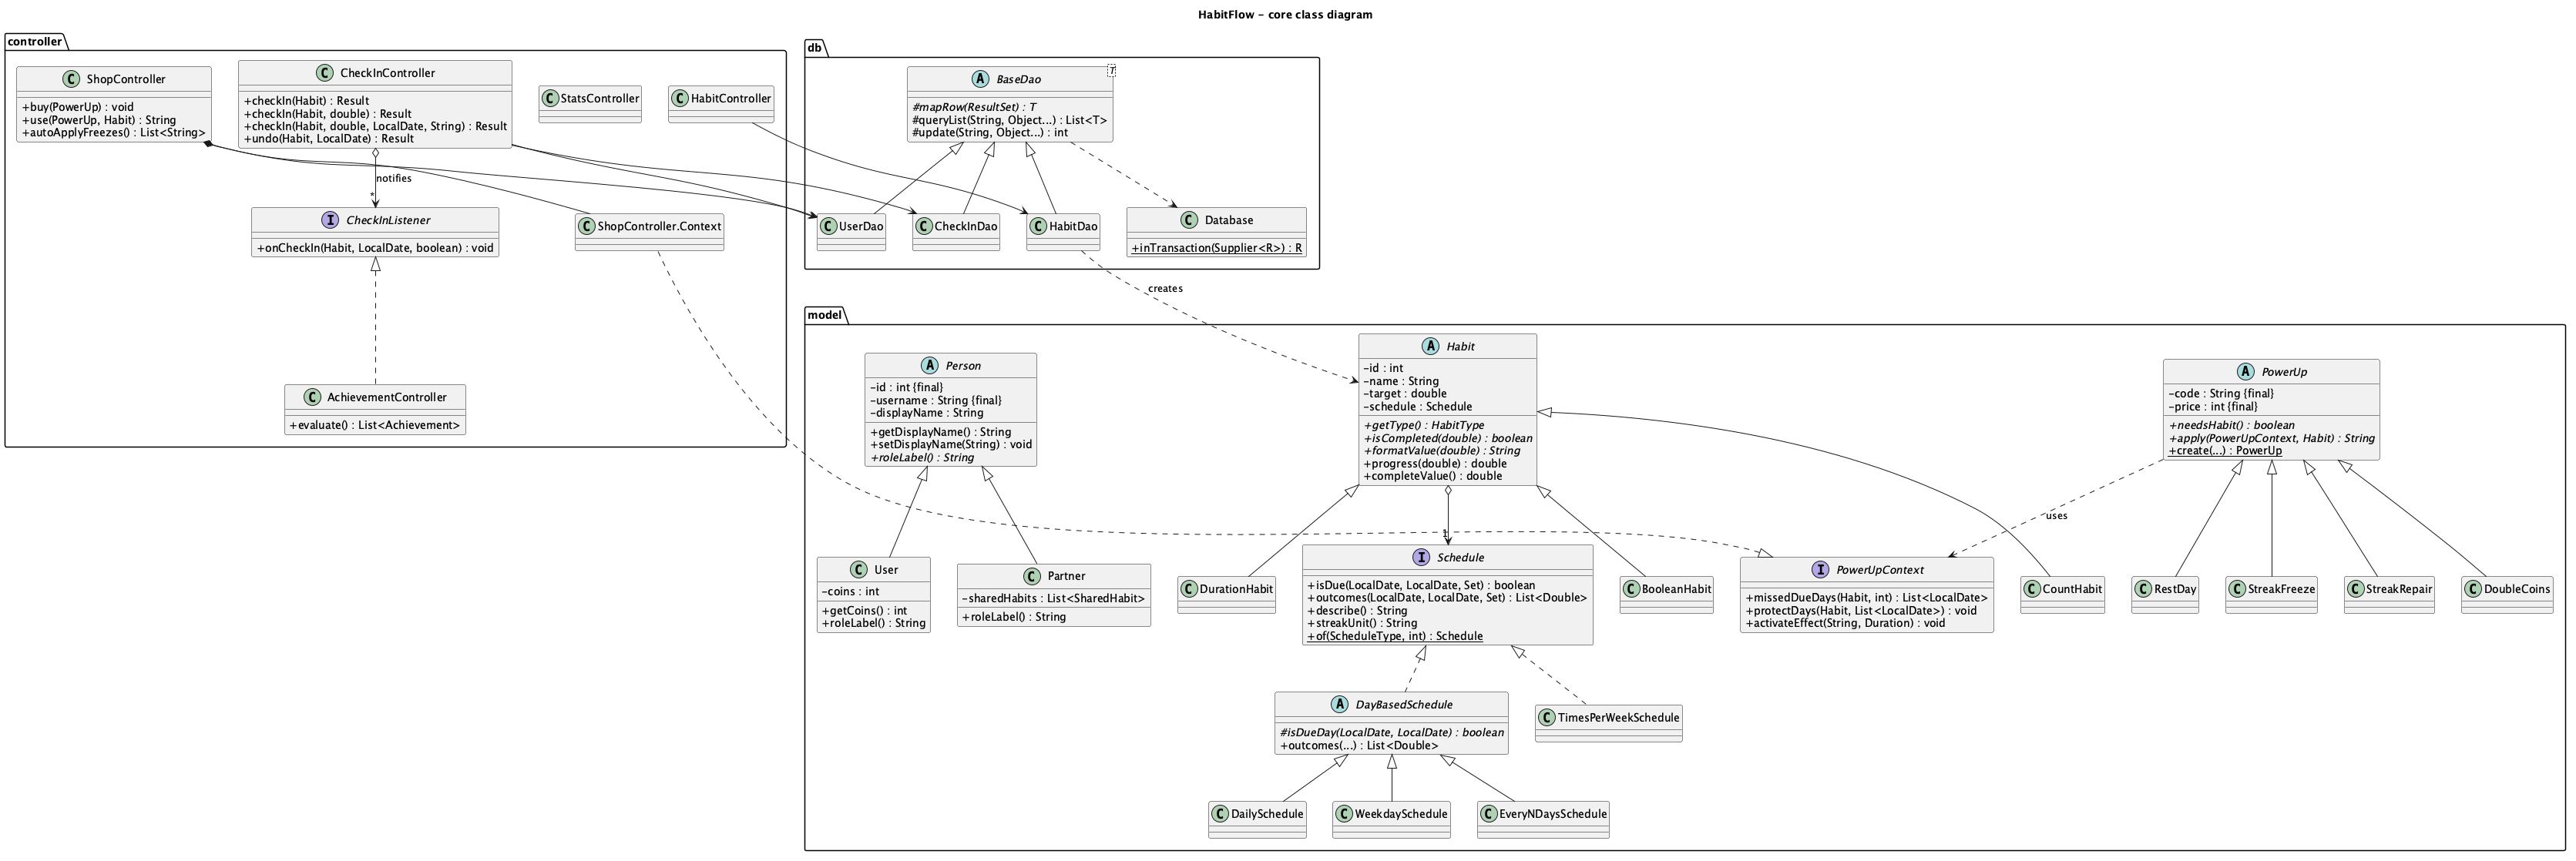 HabitFlow - core class diagram
controller
C ShopController
+buy(PowerUp) : void
+use(PowerUp, Habit) : String
+autoApplyFreezes() : List<String>
C CheckInController
+checkIn(Habit) : Result
+checkIn(Habit, double) : Result
+checkIn(Habit, double, LocalDate, String) : Result
+undo(Habit, LocalDate) : Result
C StatsController
C HabitController
notifies
*
I CheckInListener
+onCheckIn(Habit, LocalDate, boolean) : void
C ShopController.Context
C AchievementController
+evaluate() : List<Achievement>
db
A BaseDao
T
#mapRow(ResultSet) : T
#queryList(String, Object...) : List<T>
#update(String, Object...) : int
C UserDao
C CheckInDao
C HabitDao
C Database
+inTransaction(Supplier<R>) : R
creates
model
A Person
-id : int {final}
-username : String {final}
-displayName : String
+getDisplayName() : String
+setDisplayName(String) : void
+roleLabel() : String
A Habit
-id : int
-name : String
-target : double
-schedule : Schedule
+getType() : HabitType
+isCompleted(double) : boolean
+formatValue(double) : String
+progress(double) : double
+completeValue() : double
A PowerUp
-code : String {final}
-price : int {final}
+needsHabit() : boolean
+apply(PowerUpContext, Habit) : String
+create(...) : PowerUp
uses
1
C User
-coins : int
+getCoins() : int
+roleLabel() : String
C Partner
-sharedHabits : List<SharedHabit>
+roleLabel() : String
C DurationHabit
I Schedule
+isDue(LocalDate, LocalDate, Set) : boolean
+outcomes(LocalDate, LocalDate, Set) : List<Double>
+describe() : String
+streakUnit() : String
+of(ScheduleType, int) : Schedule
C BooleanHabit
I PowerUpContext
+missedDueDays(Habit, int) : List<LocalDate>
+protectDays(Habit, List<LocalDate>) : void
+activateEffect(String, Duration) : void
C CountHabit
C RestDay
C StreakFreeze
C StreakRepair
C DoubleCoins
A DayBasedSchedule
#isDueDay(LocalDate, LocalDate) : boolean
+outcomes(...) : List<Double>
C TimesPerWeekSchedule
C DailySchedule
C WeekdaySchedule
C EveryNDaysSchedule